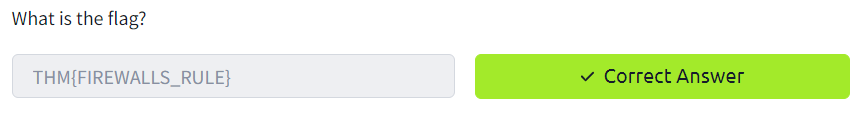 What is the flag?
THM{FIREWALLS_RULE}
✓ Correct Answer